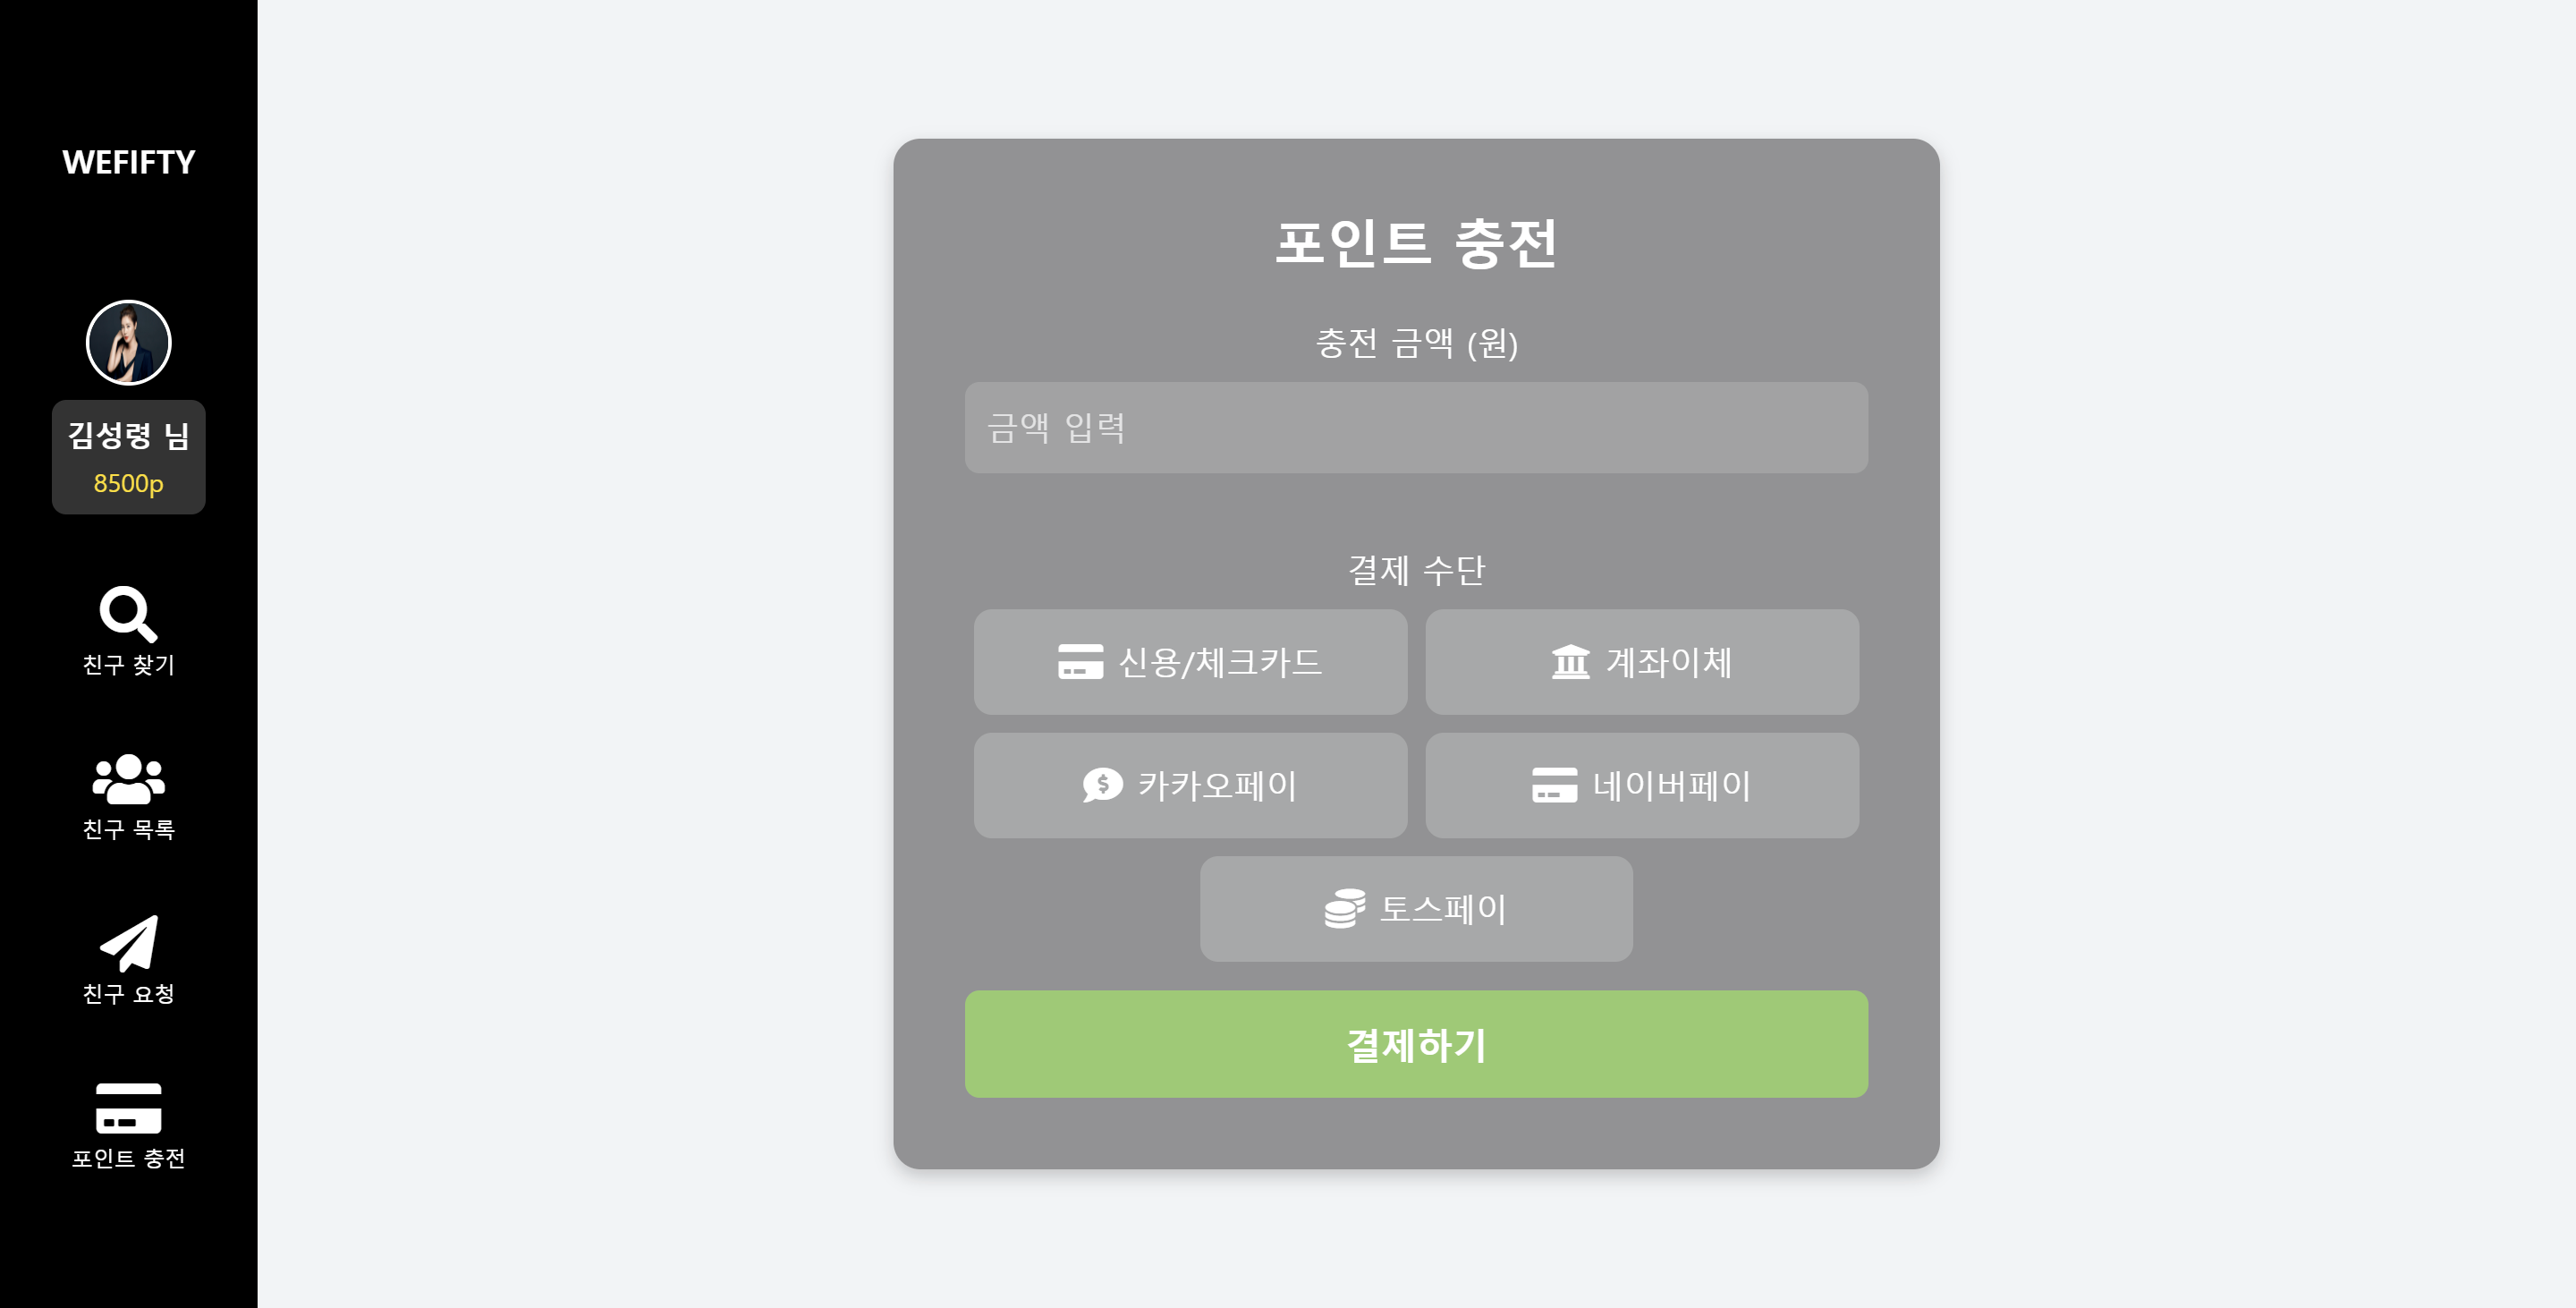 WEFIFTY
김성령 님
8500p
친구 찾기
친구 목록
친구 요청
포인트 충전
포인트 충전
충전 금액 (원)
금액 입력
결제 수단
신용/체크카드
계좌이체
카카오페이
네이버페이
토스페이
결제하기